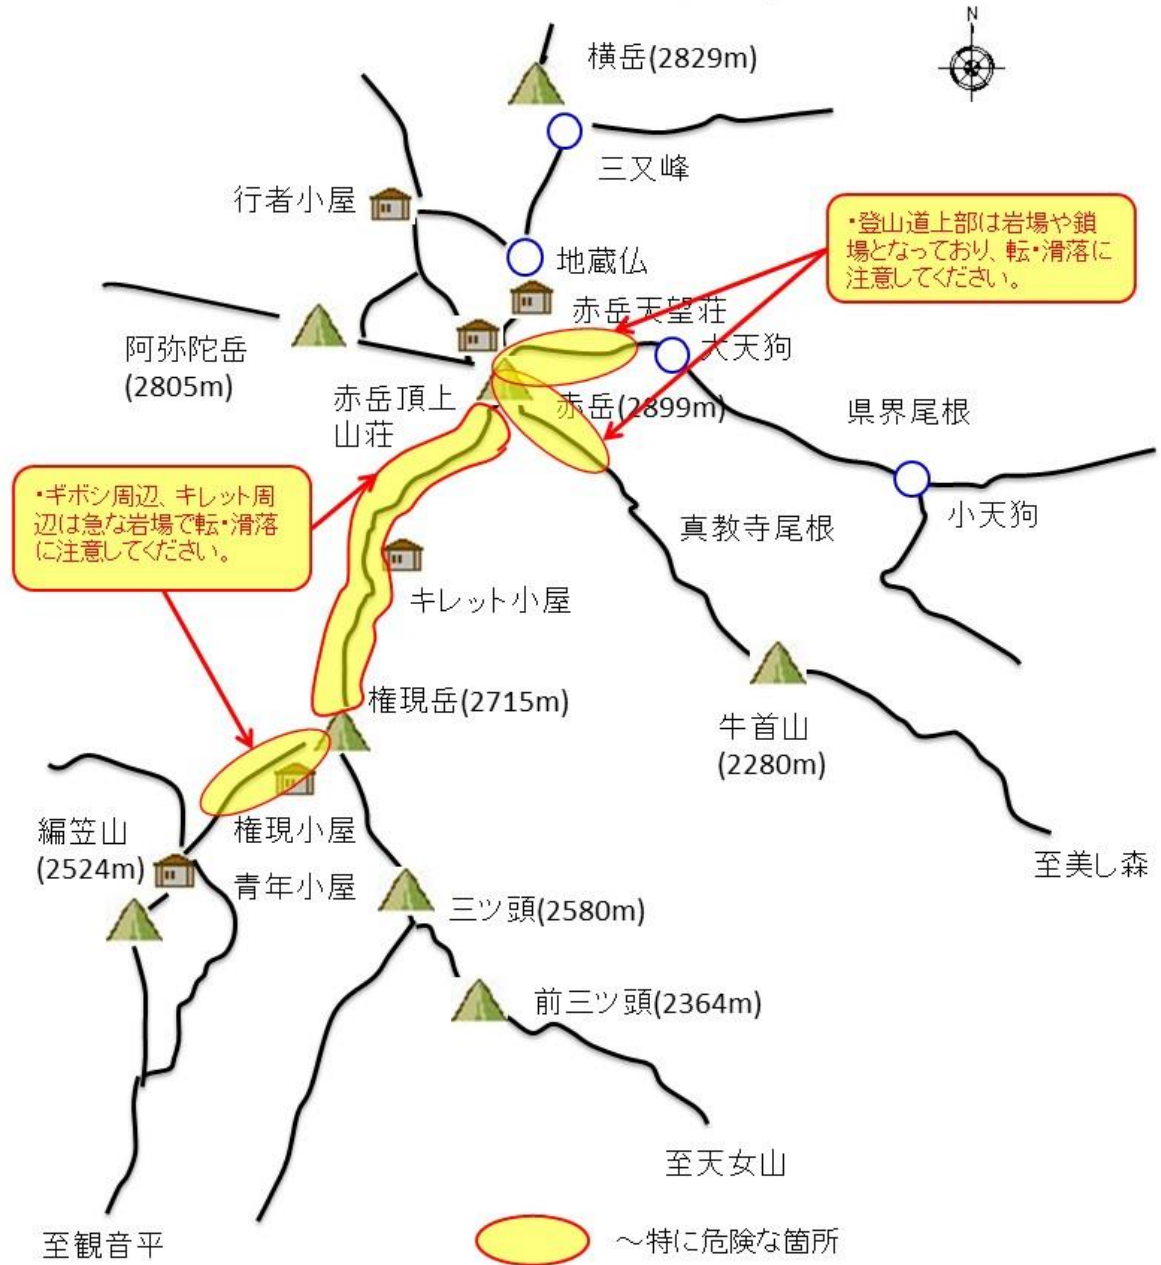 N
横岳(2829m)
三又峰
行者小屋
・登山道上部は岩場や鎖
場となっており、転・滑落に
注意してください。
地蔵仏
赤岳天望荘
阿弥陀岳
(2805m)
大天狗
赤岳頂上
山荘
赤岳(2899m)
県界尾根
・ギボシ周辺、キレット周
辺は急な岩場で転・滑落
に注意してください。
小天狗
真教寺尾根
キレット小屋
権現岳(2715m)
牛首山
(2280m)
編笠山
(2524m)
権現小屋
至美し森
青年小屋
三ツ頭(2580m)
前三ツ頭(2364m)
至天女山
至観音平
～特に危険な箇所